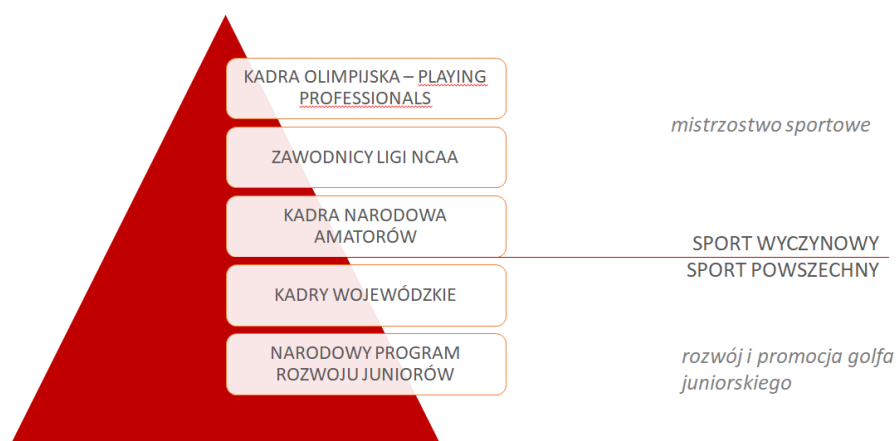 KADRA OLIMPIJSKA – PLAYING
PROFESSIONALS
mistrzostwo sportowe
ZAWODNICY LIGI NCAA
KADRA NARODOWA
AMATORÓW
SPORT WYCZYNOWY
SPORT POWSZECHNY
KADRY WOJEWÓDZKIE
NARODOWY PROGRAM
ROZWOJU JUNIORÓW
rozwój i promocja golfa
juniorskiego